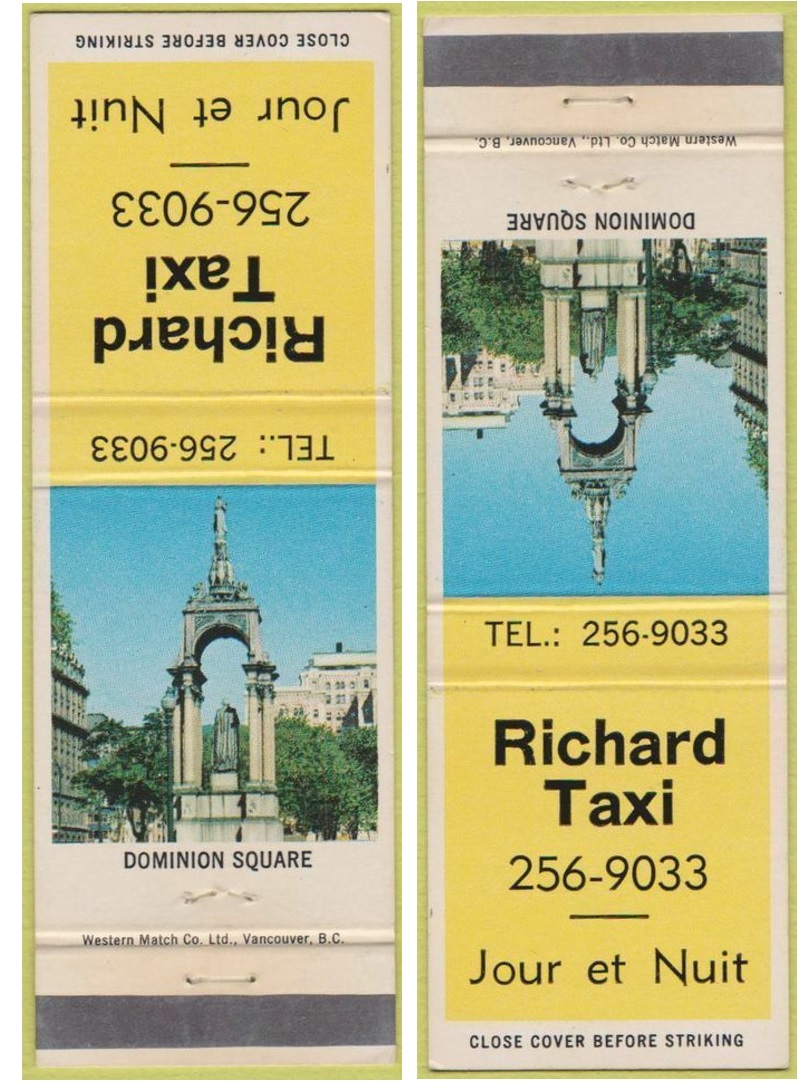 CLOSE COVER BEFORE STRIKING
Jour et Nuit
256-9033
Richard
Taxi
TEL.: 256-9033
DOMINION SQUARE
Western Match Co. Ltd., Vancouver, B.C.
Western Match Co. Ltd., Vancouver, B.C.
DOMINION SQUARE
TEL.: 256-9033
Richard
Taxi
256-9033
Jour et Nuit
CLOSE COVER BEFORE STRIKING